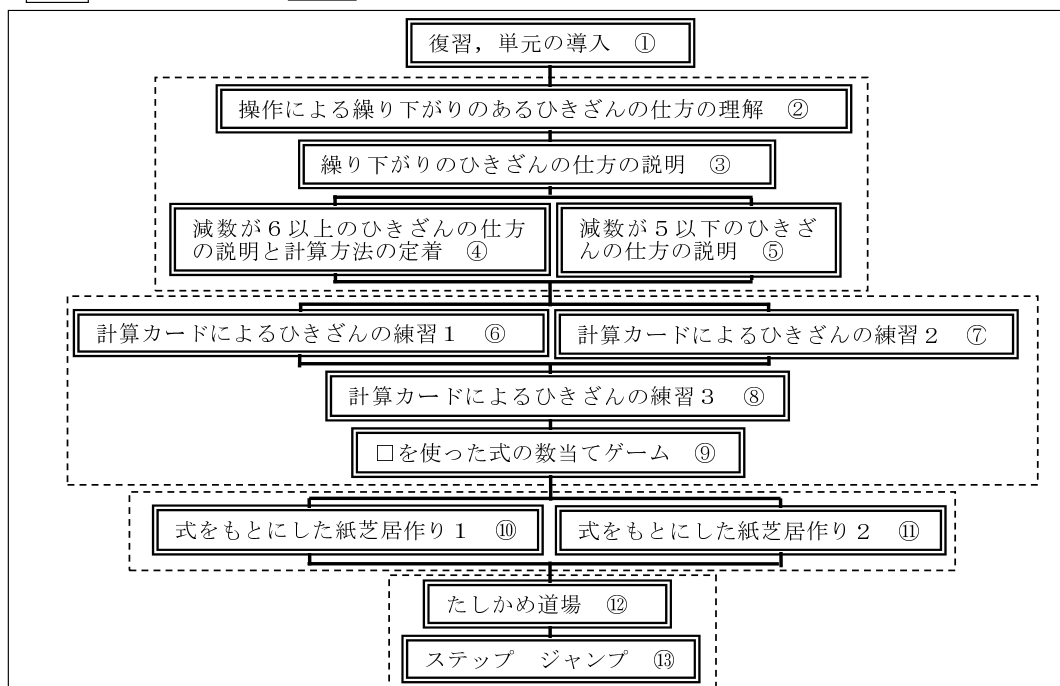 復習，単元の導入　①
操作による繰り下がりのあるひきざんの仕方の理解　②
繰り下がりのひきざんの仕方の説明　③
減数が６以上のひきざんの仕方
の説明と計算方法の定着　④
減数が５以下のひきざ
んの仕方の説明　⑤
計算カードによるひきざんの練習１　⑥
計算カードによるひきざんの練習２　⑦
計算カードによるひきざんの練習３　⑧
□を使った式の数当てゲーム　⑨
式をもとにした紙芝居作り１　⑩
式をもとにした紙芝居作り２　⑪
たしかめ道場　⑫
ステップ　ジャンプ　⑬